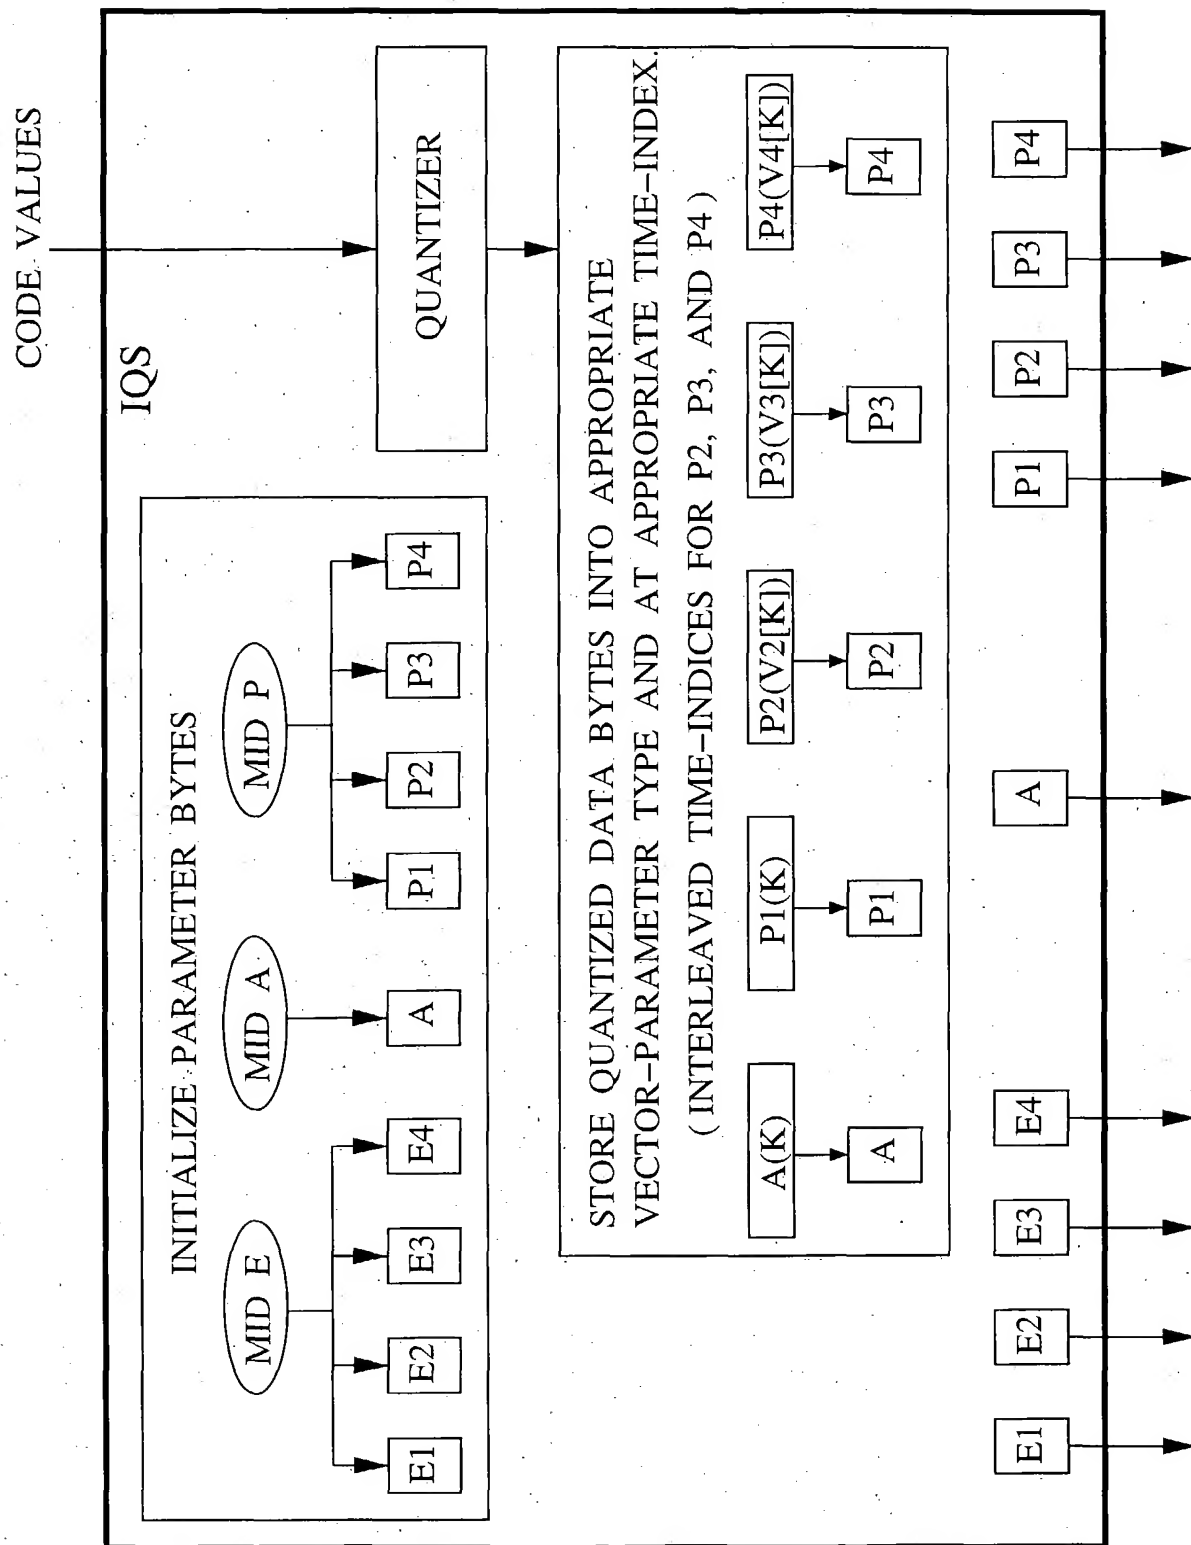 CODE VALUES
IQS
INITIALIZE PARAMETER BYTES
MID E
MID A
MID P
E1
E2
E3
E4
A
P1
P2
P3
P4
QUANTIZER
STORE QUANTIZED DATA BYTES INTO APPROPRIATE
VECTOR-PARAMETER TYPE AND AT APPROPRIATE TIME-INDEX.
(INTERLEAVED TIME-INDICES FOR P2, P3, AND P4)
A(K)
P1(K)
P2(V2[K])
P3(V3[K])
P4(V4[K])
A
P1
P2
P3
P4
E1
E2
E3
E4
A
P1
P2
P3
P4